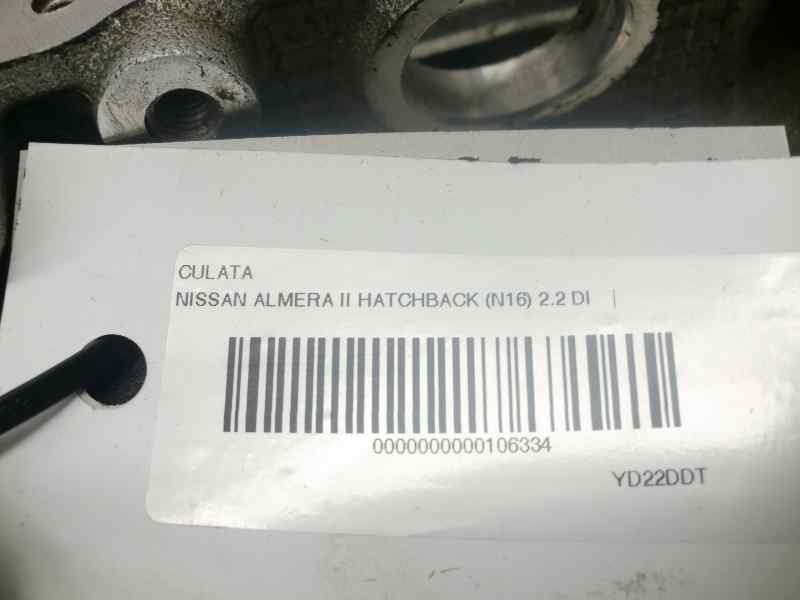 CULATA
NISSAN ALMERA II HATCHBACK (N16) 2.2 DI |
0000000000106334
YD22DDT